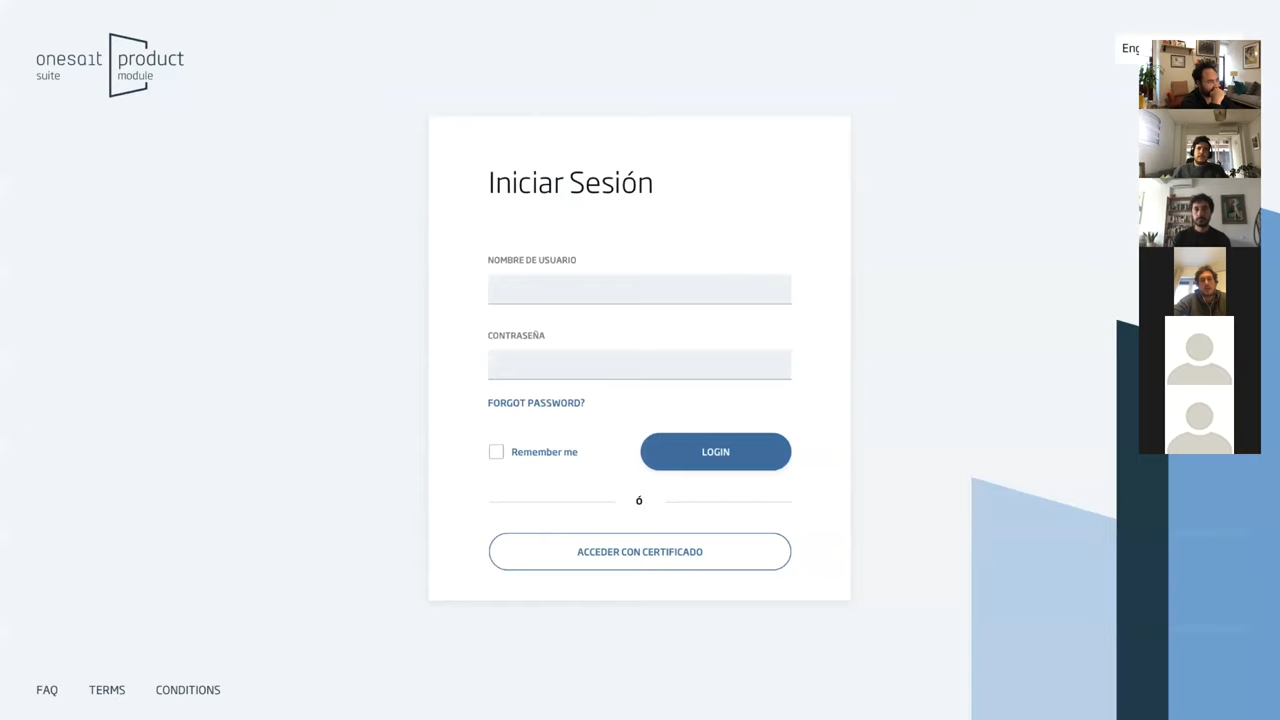 onesait product
suite module
Eng
Iniciar Sesión
NOMBRE DE USUARIO
CONTRASEÑA
FORGOT PASSWORD?
Remember me
LOGIN
ó
ACCEDER CON CERTIFICADO
FAQ TERMS CONDITIONS